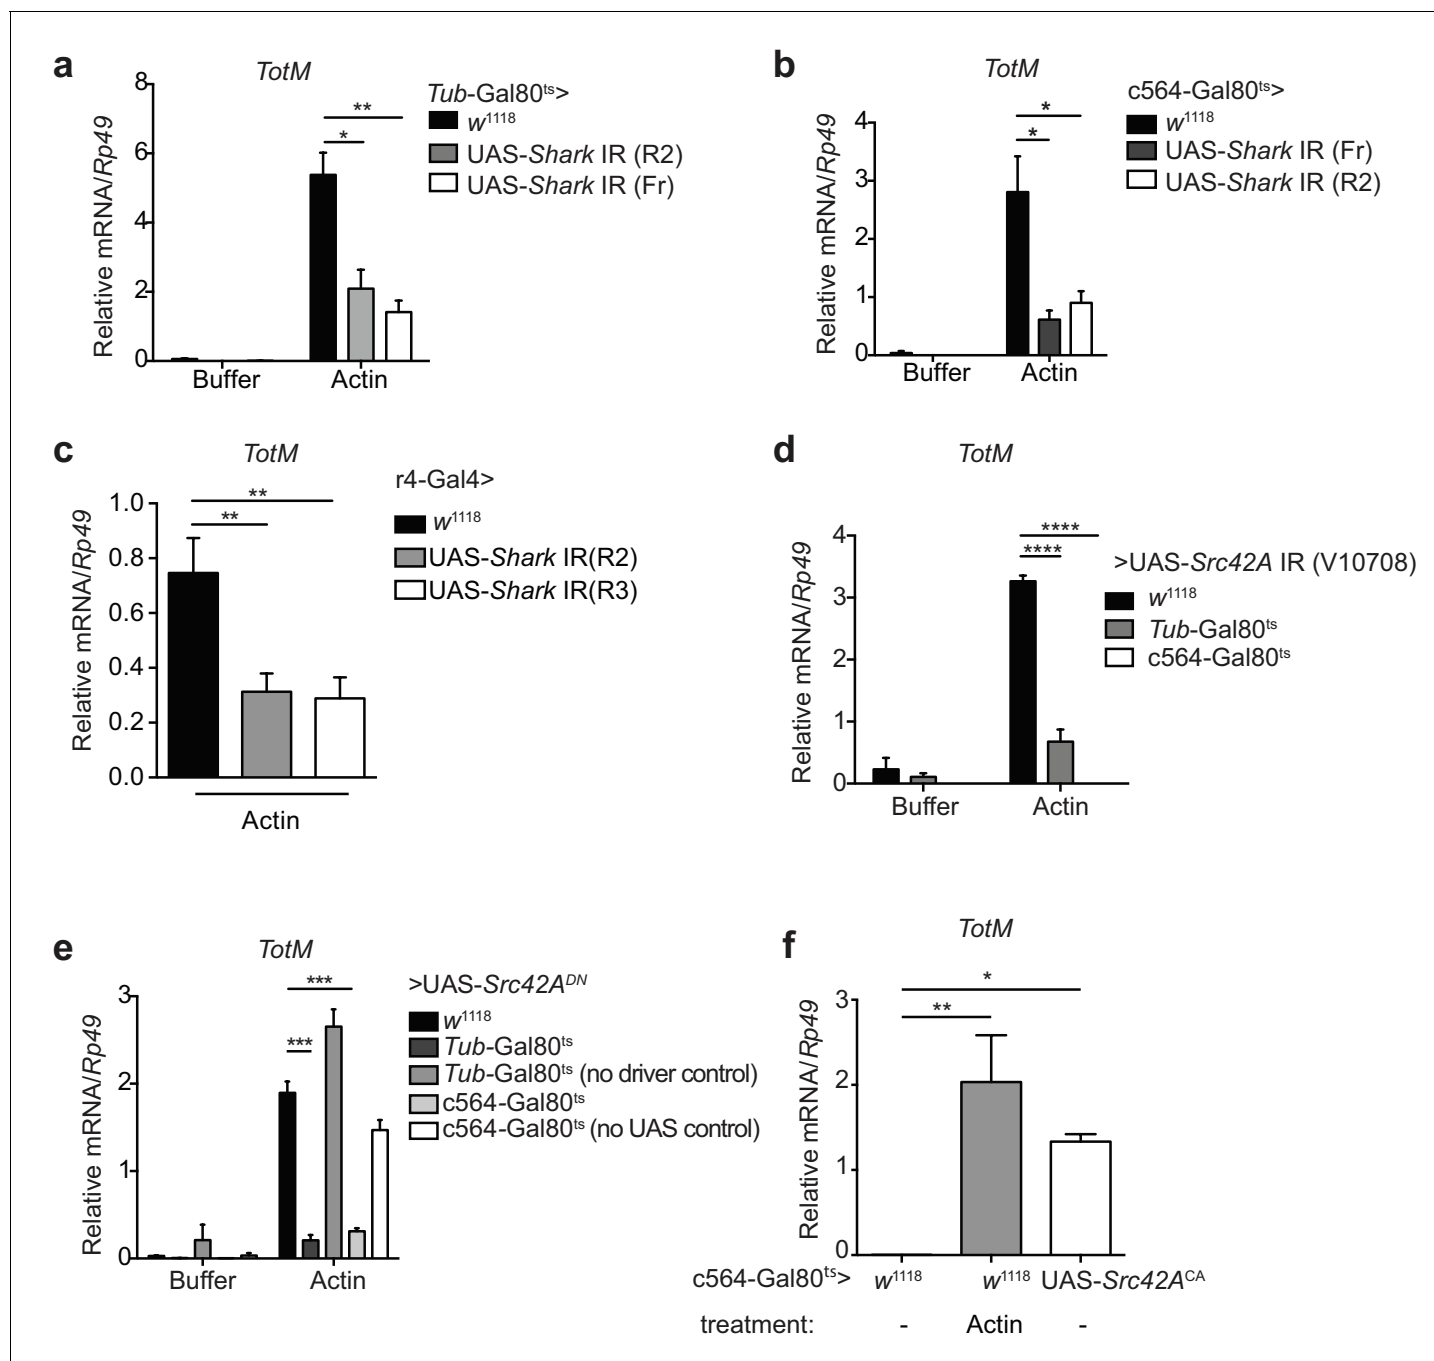 a
TotM
Relative mRNA/Rp49
8
6
4
2
0
**
*
Buffer
Actin
Tub-Gal80ts>
w1118
UAS-Shark IR (R2)
UAS-Shark IR (Fr)
b
TotM
Relative mRNA/Rp49
4
3
2
1
0
*
*
Buffer
Actin
c564-Gal80ts>
w1118
UAS-Shark IR (Fr)
UAS-Shark IR (R2)
c
TotM
Relative mRNA/Rp49
1.0
0.8
0.6
0.4
0.2
0.0
**
**
Actin
r4-Gal4>
w1118
UAS-Shark IR(R2)
UAS-Shark IR(R3)
d
TotM
Relative mRNA/Rp49
4
3
2
1
0
****
****
Buffer
Actin
>UAS-Src42A IR (V10708)
w1118
Tub-Gal80ts
c564-Gal80ts
e
TotM
Relative mRNA/Rp49
3
2
1
0
***
***
Buffer
Actin
>UAS-Src42ADN
w1118
Tub-Gal80ts
Tub-Gal80ts (no driver control)
c564-Gal80ts
c564-Gal80ts (no UAS control)
f
TotM
Relative mRNA/Rp49
3
2
1
0
*
**
c564-Gal80ts> w1118 w1118 UAS-Src42ACA
treatment: - Actin -